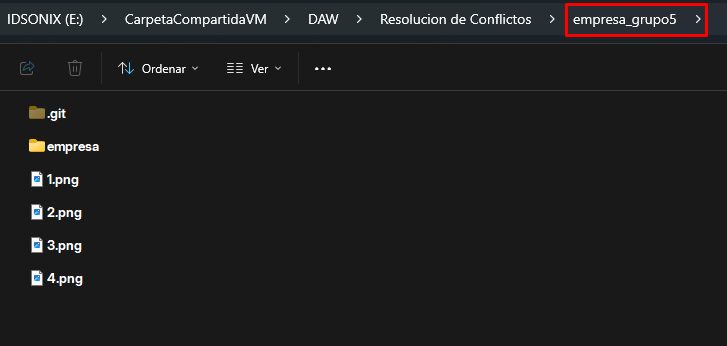 IDSONIX (E:) > CarpetaCompartidaVM > DAW > Resolucion de Conflictos > empresa_grupo5 >
Ordenar Ver ...
.git
empresa
1.png
2.png
3.png
4.png